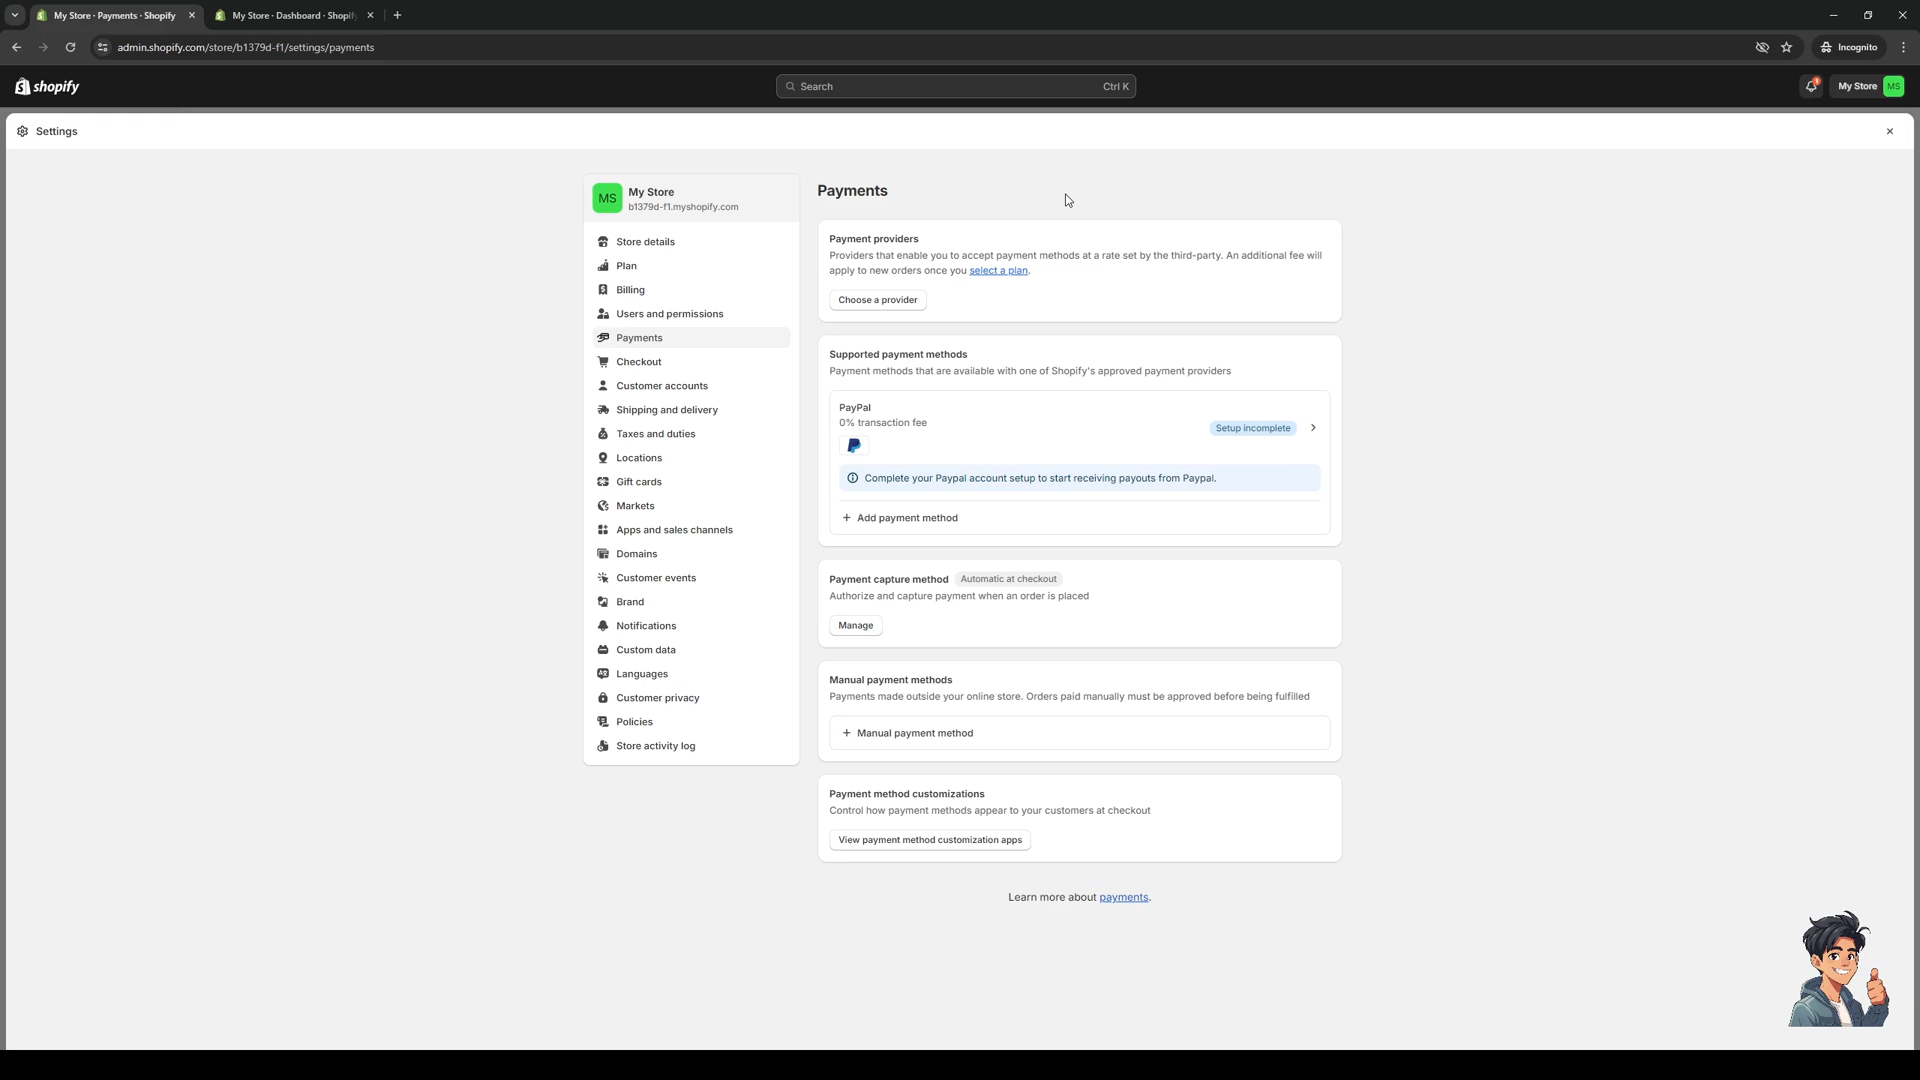 My Store · Payments · Shopify
My Store · Dashboard · Shopify
admin.shopify.com/store/b1379d-f1/settings/payments
Incognito
shopify
Search
Ctrl K
1
My Store
MS
Settings
MS
My Store
b1379d-f1.myshopify.com
Store details
Plan
Billing
Users and permissions
Payments
Checkout
Customer accounts
Shipping and delivery
Taxes and duties
Locations
Gift cards
Markets
Apps and sales channels
Domains
Customer events
Brand
Notifications
Custom data
Languages
Customer privacy
Policies
Store activity log
Payments
Payment providers
Providers that enable you to accept payment methods at a rate set by the third-party. An additional fee will
apply to new orders once you select a plan.
Choose a provider
Supported payment methods
Payment methods that are available with one of Shopify's approved payment providers
PayPal
0% transaction fee
Setup incomplete
Complete your Paypal account setup to start receiving payouts from Paypal.
+ Add payment method
Payment capture method
Automatic at checkout
Authorize and capture payment when an order is placed
Manage
Manual payment methods
Payments made outside your online store. Orders paid manually must be approved before being fulfilled
+ Manual payment method
Payment method customizations
Control how payment methods appear to your customers at checkout
View payment method customization apps
Learn more about payments.